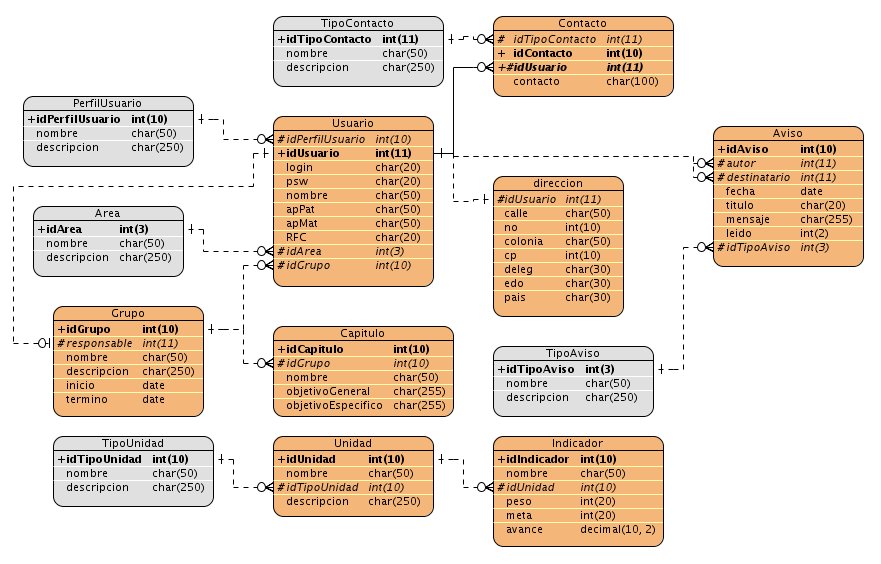 TipoContacto
+idTipoContacto int(11)
nombre char(50)
descripcion char(250)
Contacto
# idTipoContacto int(11)
+ idContacto int(10)
+#idUsuario int(11)
contacto char(100)
PerfilUsuario
+idPerfilUsuario int(10)
nombre char(50)
descripcion char(250)
Usuario
#idPerfilUsuario int(10)
+idUsuario int(11)
login char(20)
psw char(20)
nombre char(50)
apPat char(50)
apMat char(50)
RFC char(20)
#idArea int(3)
#idGrupo int(10)
Aviso
+idAviso int(10)
#autor int(11)
#destinatario int(11)
fecha date
titulo char(20)
mensaje char(255)
leido int(2)
#idTipoAviso int(3)
direccion
#idUsuario int(11)
calle char(50)
no int(10)
colonia char(50)
cp int(10)
deleg char(30)
edo char(30)
pais char(30)
Area
+idArea int(3)
nombre char(50)
descripcion char(250)
Grupo
+idGrupo int(10)
#responsable int(11)
nombre char(50)
descripcion char(250)
inicio date
termino date
Capitulo
+idCapitulo int(10)
#idGrupo int(10)
nombre char(50)
objetivoGeneral char(255)
objetivoEspecifico char(255)
TipoAviso
+idTipoAviso int(3)
nombre char(50)
descripcion char(250)
TipoUnidad
+idTipoUnidad int(10)
nombre char(50)
descripcion char(250)
Unidad
+idUnidad int(10)
nombre char(50)
#idTipoUnidad int(10)
descripcion char(250)
Indicador
+idIndicador int(10)
nombre char(50)
#idUnidad int(10)
peso int(20)
meta int(20)
avance decimal(10, 2)